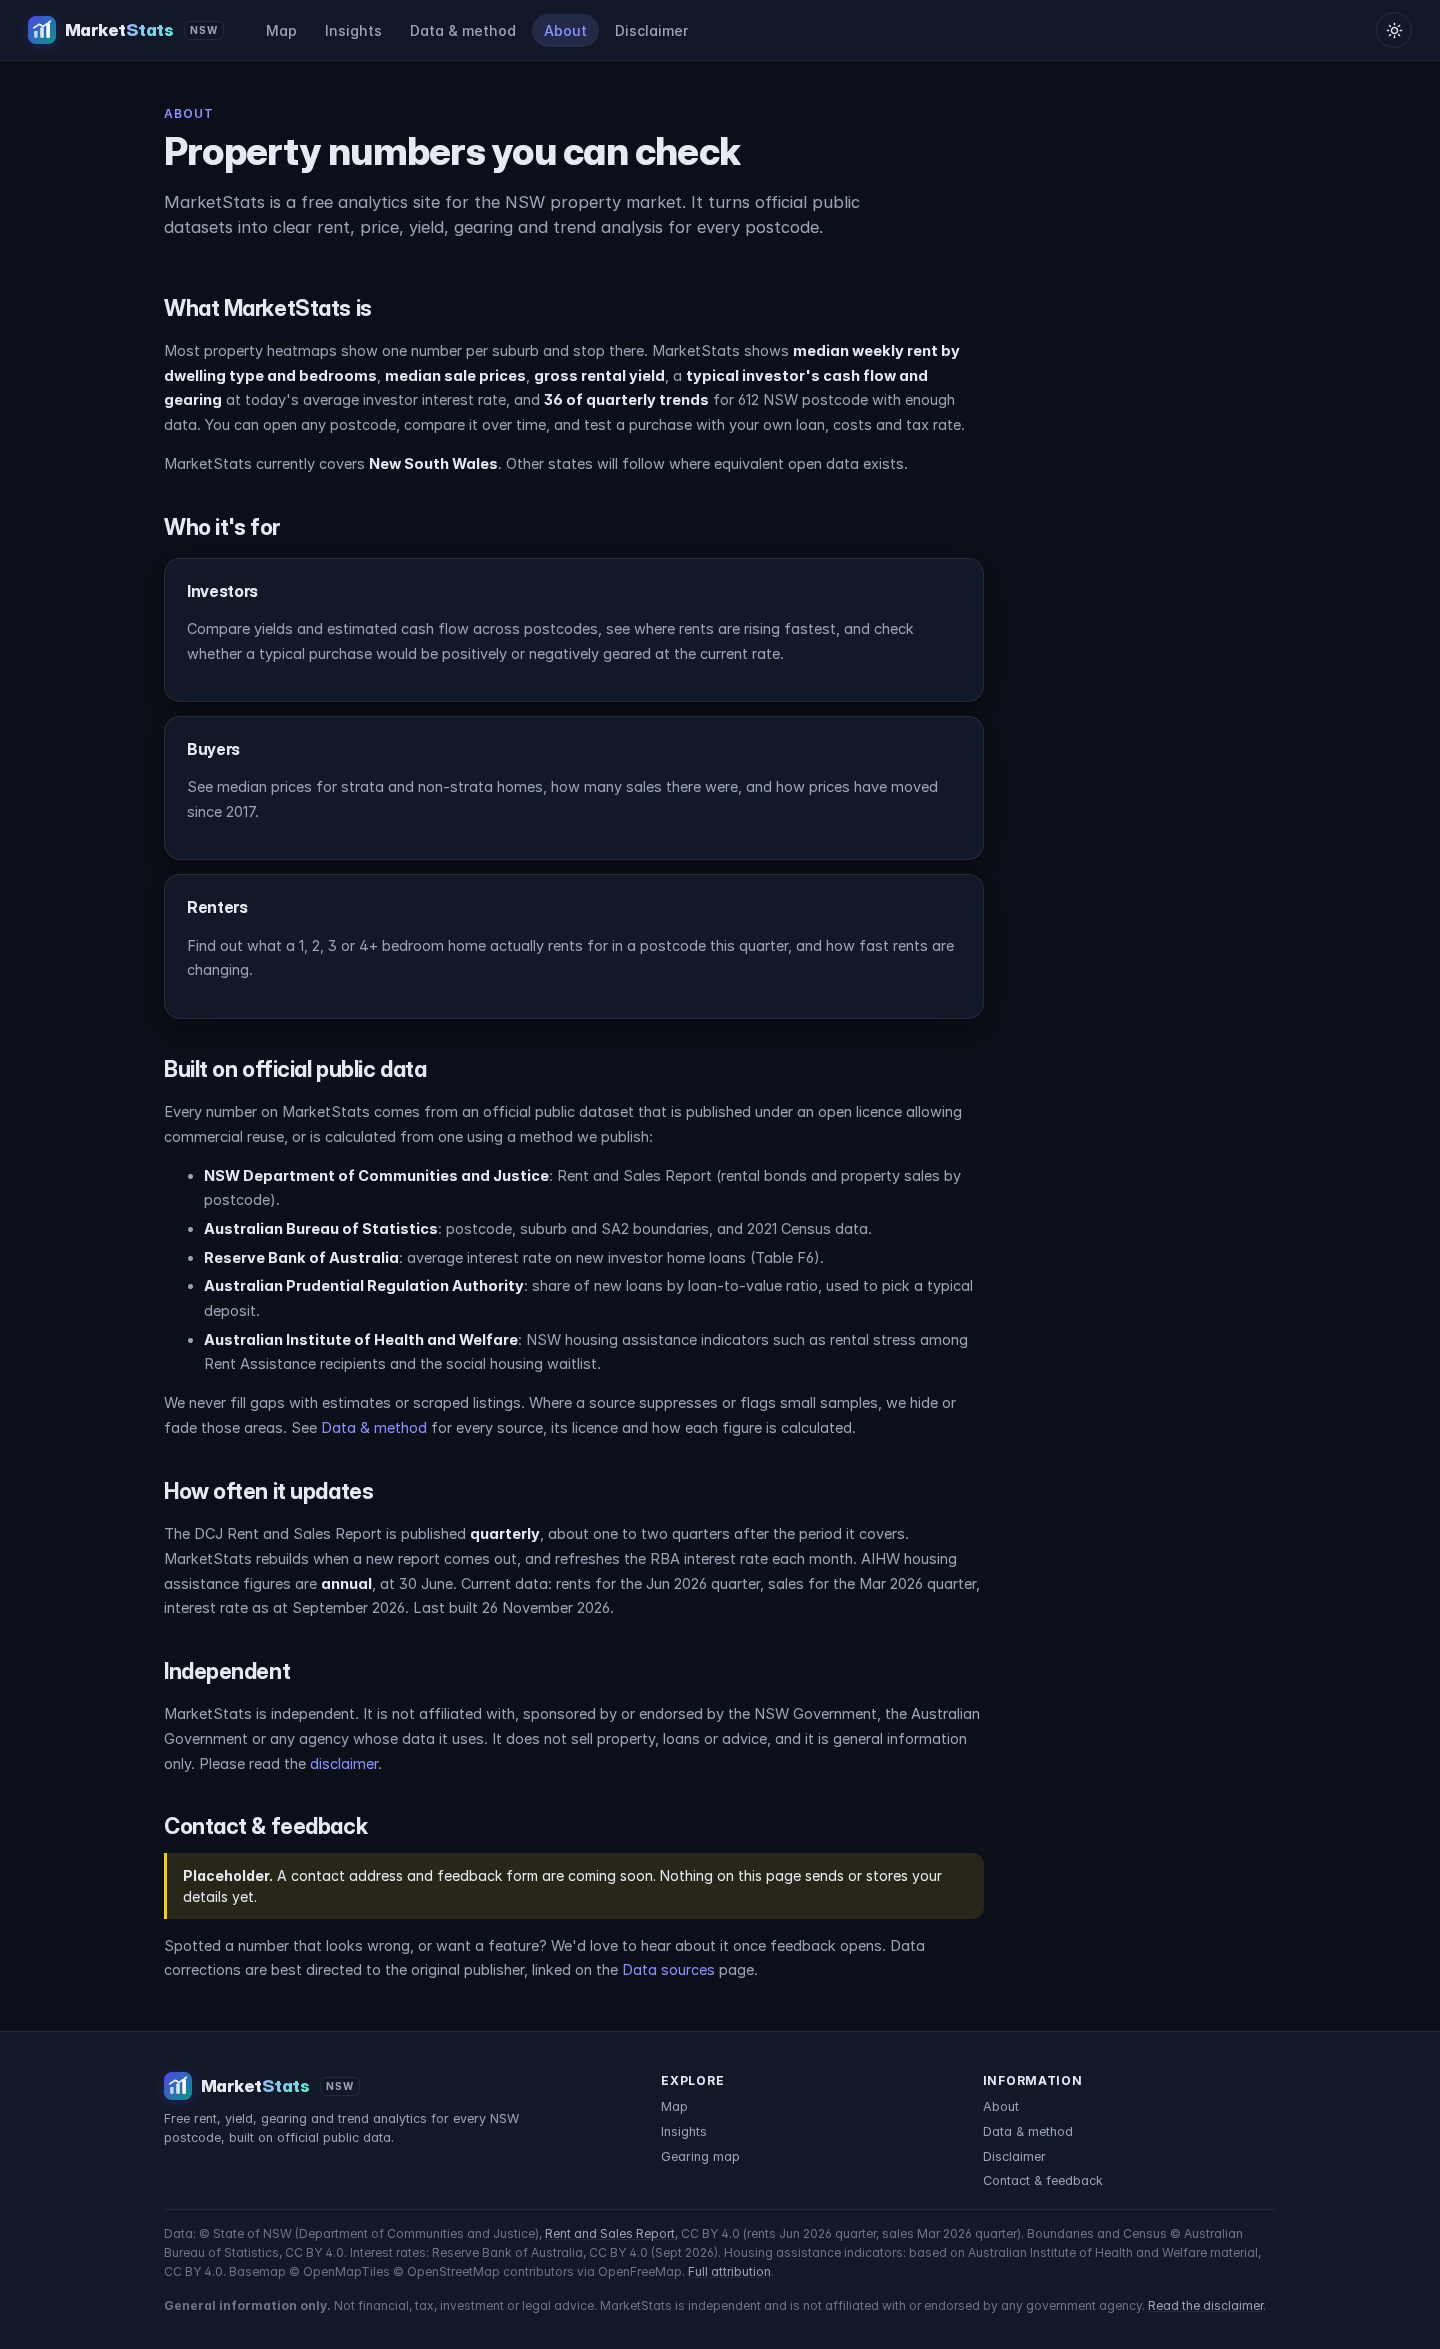 MarketStats NSW Map Insights Data & method About Disclaimer
ABOUT
Property numbers you can check
MarketStats is a free analytics site for the NSW property market. It turns official public
datasets into clear rent, price, yield, gearing and trend analysis for every postcode.
What MarketStats is
Most property heatmaps show one number per suburb and stop there. MarketStats shows median weekly rent by
dwelling type and bedrooms, median sale prices, gross rental yield, a typical investor's cash flow and
gearing at today's average investor interest rate, and 36 of quarterly trends for 612 NSW postcode with enough
data. You can open any postcode, compare it over time, and test a purchase with your own loan, costs and tax rate.
MarketStats currently covers New South Wales. Other states will follow where equivalent open data exists.
Who it's for
Investors
Compare yields and estimated cash flow across postcodes, see where rents are rising fastest, and check
whether a typical purchase would be positively or negatively geared at the current rate.
Buyers
See median prices for strata and non-strata homes, how many sales there were, and how prices have moved
since 2017.
Renters
Find out what a 1, 2, 3 or 4+ bedroom home actually rents for in a postcode this quarter, and how fast rents are
changing.
Built on official public data
Every number on MarketStats comes from an official public dataset that is published under an open licence allowing
commercial reuse, or is calculated from one using a method we publish:
• NSW Department of Communities and Justice: Rent and Sales Report (rental bonds and property sales by
postcode).
• Australian Bureau of Statistics: postcode, suburb and SA2 boundaries, and 2021 Census data.
• Reserve Bank of Australia: average interest rate on new investor home loans (Table F6).
• Australian Prudential Regulation Authority: share of new loans by loan-to-value ratio, used to pick a typical
deposit.
• Australian Institute of Health and Welfare: NSW housing assistance indicators such as rental stress among
Rent Assistance recipients and the social housing waitlist.
We never fill gaps with estimates or scraped listings. Where a source suppresses or flags small samples, we hide or
fade those areas. See Data & method for every source, its licence and how each figure is calculated.
How often it updates
The DCJ Rent and Sales Report is published quarterly, about one to two quarters after the period it covers.
MarketStats rebuilds when a new report comes out, and refreshes the RBA interest rate each month. AIHW housing
assistance figures are annual, at 30 June. Current data: rents for the Jun 2026 quarter, sales for the Mar 2026 quarter,
interest rate as at September 2026. Last built 26 November 2026.
Independent
MarketStats is independent. It is not affiliated with, sponsored by or endorsed by the NSW Government, the Australian
Government or any agency whose data it uses. It does not sell property, loans or advice, and it is general information
only. Please read the disclaimer.
Contact & feedback
Placeholder. A contact address and feedback form are coming soon. Nothing on this page sends or stores your
details yet.
Spotted a number that looks wrong, or want a feature? We'd love to hear about it once feedback opens. Data
corrections are best directed to the original publisher, linked on the Data sources page.
MarketStats NSW
Free rent, yield, gearing and trend analytics for every NSW
postcode, built on official public data.
EXPLORE
Map
Insights
Gearing map
INFORMATION
About
Data & method
Disclaimer
Contact & feedback
Data: © State of NSW (Department of Communities and Justice), Rent and Sales Report, CC BY 4.0 (rents Jun 2026 quarter, sales Mar 2026 quarter). Boundaries and Census © Australian
Bureau of Statistics, CC BY 4.0. Interest rates: Reserve Bank of Australia, CC BY 4.0 (Sept 2026). Housing assistance indicators: based on Australian Institute of Health and Welfare material,
CC BY 4.0. Basemap © OpenMapTiles © OpenStreetMap contributors via OpenFreeMap. Full attribution.
General information only. Not financial, tax, investment or legal advice. MarketStats is independent and is not affiliated with or endorsed by any government agency. Read the disclaimer.